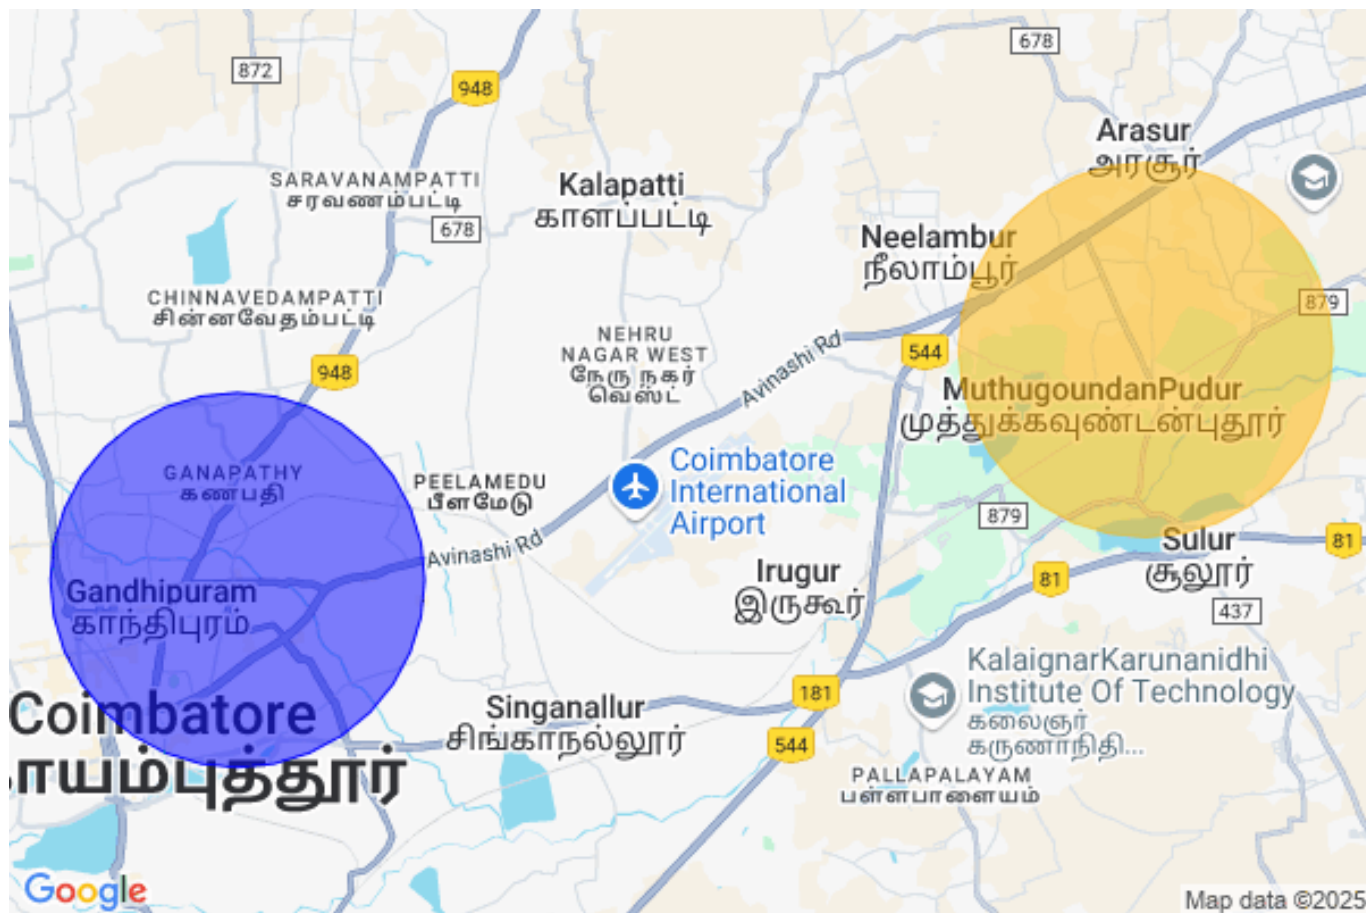 678
872
948
Arasur
அரசூர்
SARAVANAMPATTI
சரவணம்பட்டி
Kalapatti
காளப்பட்டி
678
Neelambur
நீலாம்பூர்
CHINNAVEDAMPATTI
சின்னவேதம்பட்டி
879
NEHRU
NAGAR WEST
நேரு நகர்
வெஸ்ட்
Avinashi Rd
544
948
MuthugoundanPudur
முத்துக்கவுண்டன்புதூர்
GANAPATHY
கணபதி
PEELAMEDU
பீளமேடு
Coimbatore
International
Airport
879
Avinashi Rd
Sulur
சூலூர்
81
Irugur
இருகூர்
81
Gandhipuram
காந்திபுரம்
437
KalaignarKarunanidhi
Institute Of Technology
கலைஞர்
கருணாநிதி...
181
Coimbatore
காயம்புத்தூர்
Singanallur
சிங்காநல்லூர்
544
PALLAPALAYAM
பள்ளபாளையம்
Google
Map data ©2025